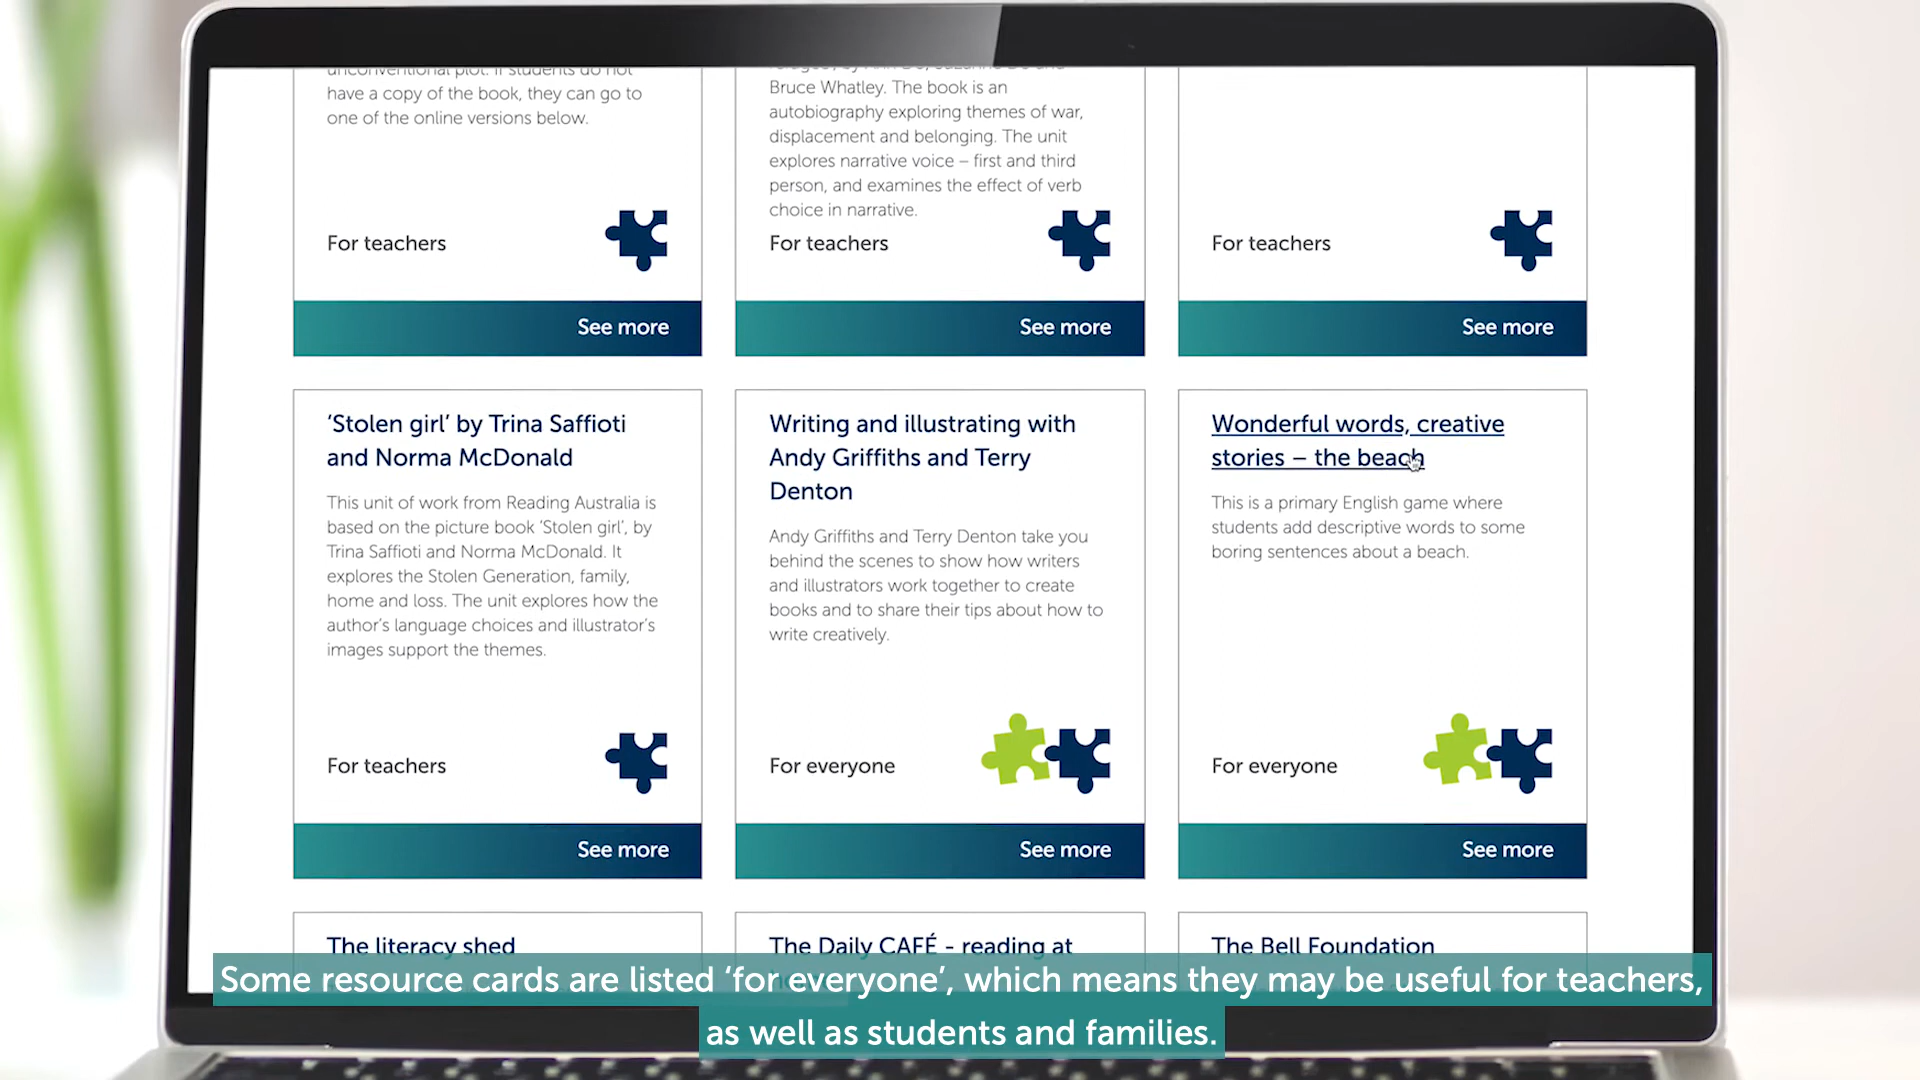 unconventional plot. If students do not
have a copy of the book, they can go to
one of the online versions below.
For teachers
See more
Bruce Whatley. The book is an
autobiography exploring themes of war,
displacement and belonging. The unit
explores narrative voice – first and third
person, and examines the effect of verb
choice in narrative.
For teachers
See more
For teachers
See more
‘Stolen girl’ by Trina Saffioti
and Norma McDonald
This unit of work from Reading Australia is
based on the picture book ‘Stolen girl’, by
Trina Saffioti and Norma McDonald. It
explores the Stolen Generation, family,
home and loss. The unit explores how the
author’s language choices and illustrator’s
images support the themes.
For teachers
See more
Writing and illustrating with
Andy Griffiths and Terry
Denton
Andy Griffiths and Terry Denton take you
behind the scenes to show how writers
and illustrators work together to create
books and to share their tips about how to
write creatively.
For everyone
See more
Wonderful words, creative
stories – the beach
This is a primary English game where
students add descriptive words to some
boring sentences about a beach.
For everyone
See more
The literacy shed
The Daily CAFÉ - reading at
The Bell Foundation
Some resource cards are listed ‘for everyone’, which means they may be useful for teachers,
as well as students and families.